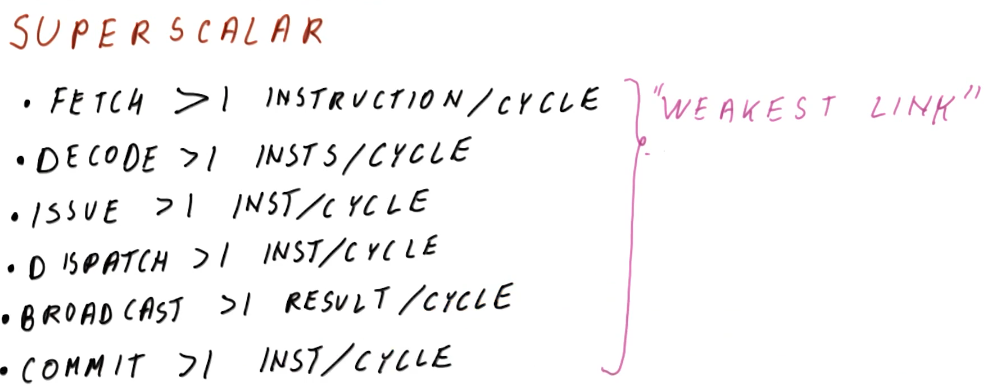 SUPERSCALAR
• FETCH >1 INSTRUCTION/CYCLE
"WEAKEST LINK"
• DECODE >1 INSTS/CYCLE
• ISSUE >1 INST/CYCLE
• DISPATCH >1 INST/CYCLE
• BROADCAST >1 RESULT/CYCLE
• COMMIT >1 INST/CYCLE